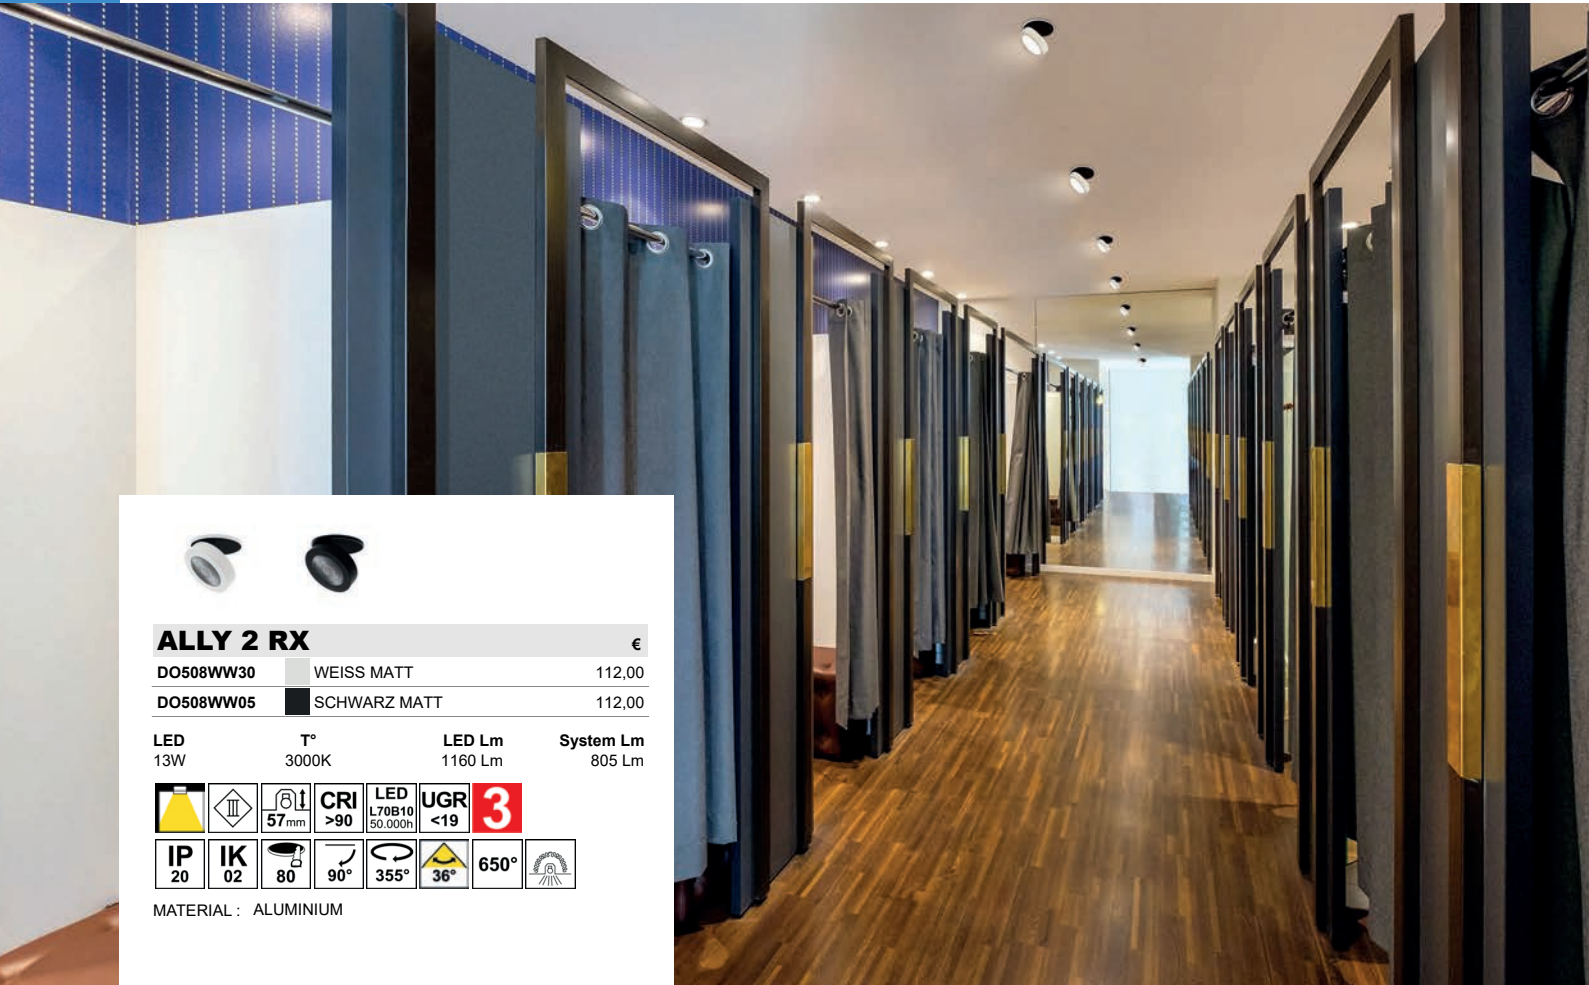 ALLY 2 RX €
DO508WW30 WEISS MATT 112,00
DO508WW05 SCHWARZ MATT 112,00
LED T° LED Lm System Lm
13W 3000K 1160 Lm 805 Lm
III 57mm CRI >90 LED L70B10 50.000h UGR <19 3
IP 20 IK 02 80 90° 355° 36° 650°
MATERIAL : ALUMINIUM